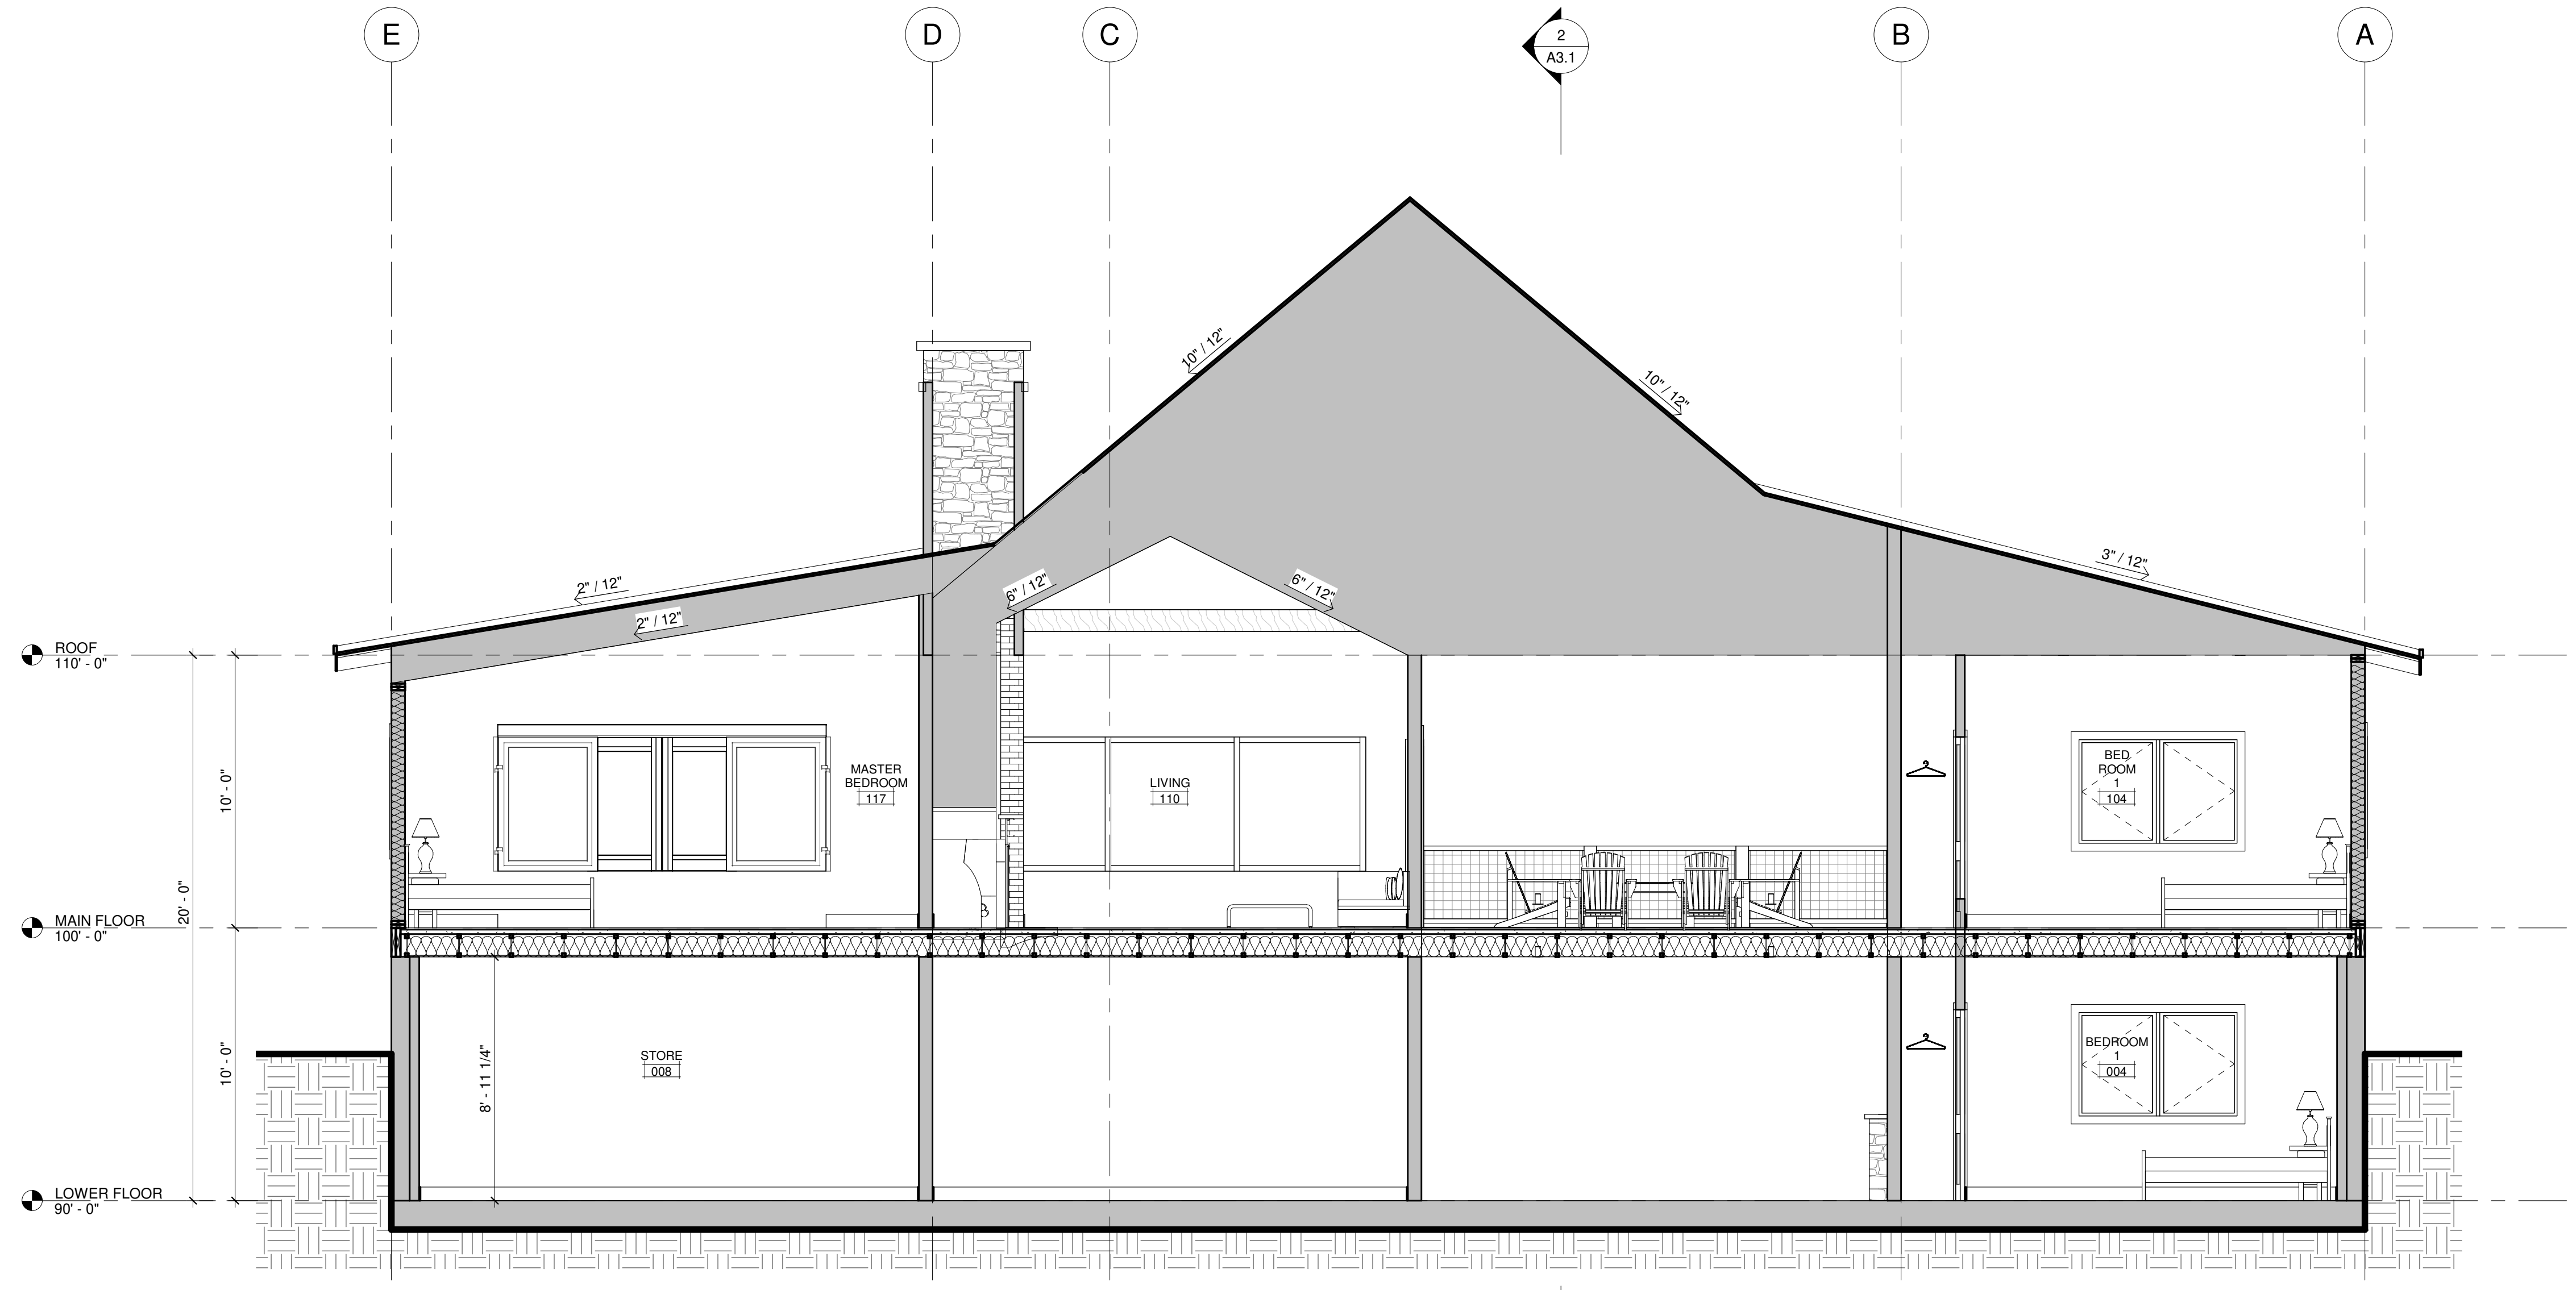 E
D
C
2
A3.1
B
A
10" / 12"
10" / 12"
2" / 12"
2" / 12"
6" / 12"
6" / 12"
3" / 12"
ROOF
110' - 0"
10' - 0"
20' - 0"
MASTER
BEDROOM
117
LIVING
110
BED
ROOM
1
104
MAIN FLOOR
100' - 0"
10' - 0"
8' - 11 1/4"
STORE
008
BEDROOM
1
004
LOWER FLOOR
90' - 0"